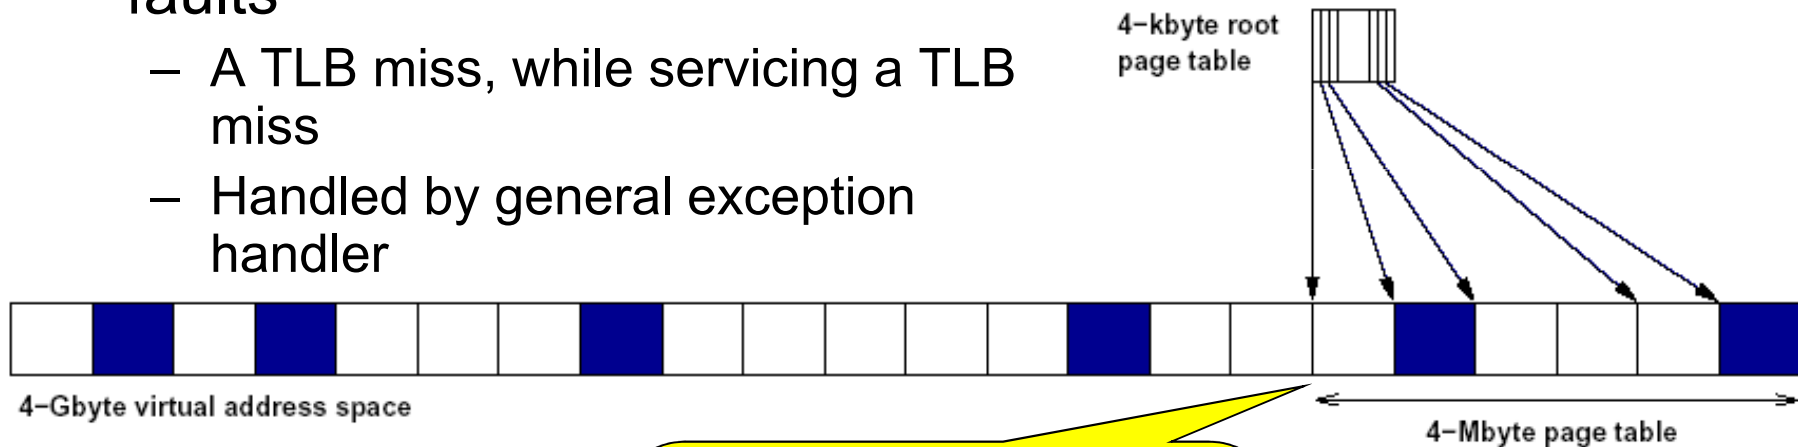 faults
– A TLB miss, while servicing a TLB
miss
– Handled by general exception
handler
4-kbyte root
page table
4-Gbyte virtual address space
4-Mbyte page table